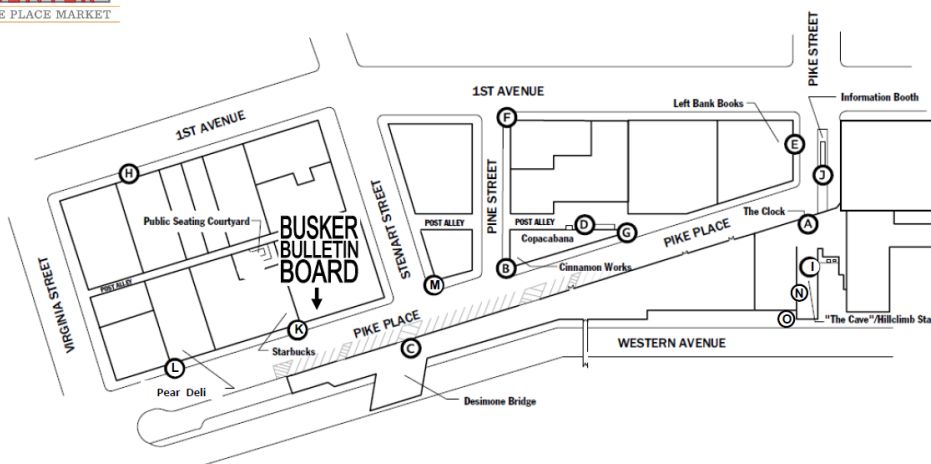 E PLACE MARKET
PIKE STREET
1ST AVENUE
Left Bank Books
Information Booth
1ST AVENUE
F
E
H
J
Public Seating Courtyard
BUSKER
BULLETIN
BOARD
STEWART STREET
POST ALLEY
PINE STREET
POST ALLEY
D
The Clock
Copacabana
G
PIKE PLACE
A
VIRGINIA STREET
POST ALLEY
B
Cinnamon Works
I
M
N
K
PIKE PLACE
O
"The Cave"/Hillclimb Sta
Starbucks
C
WESTERN AVENUE
L
Pear Deli
Desimone Bridge